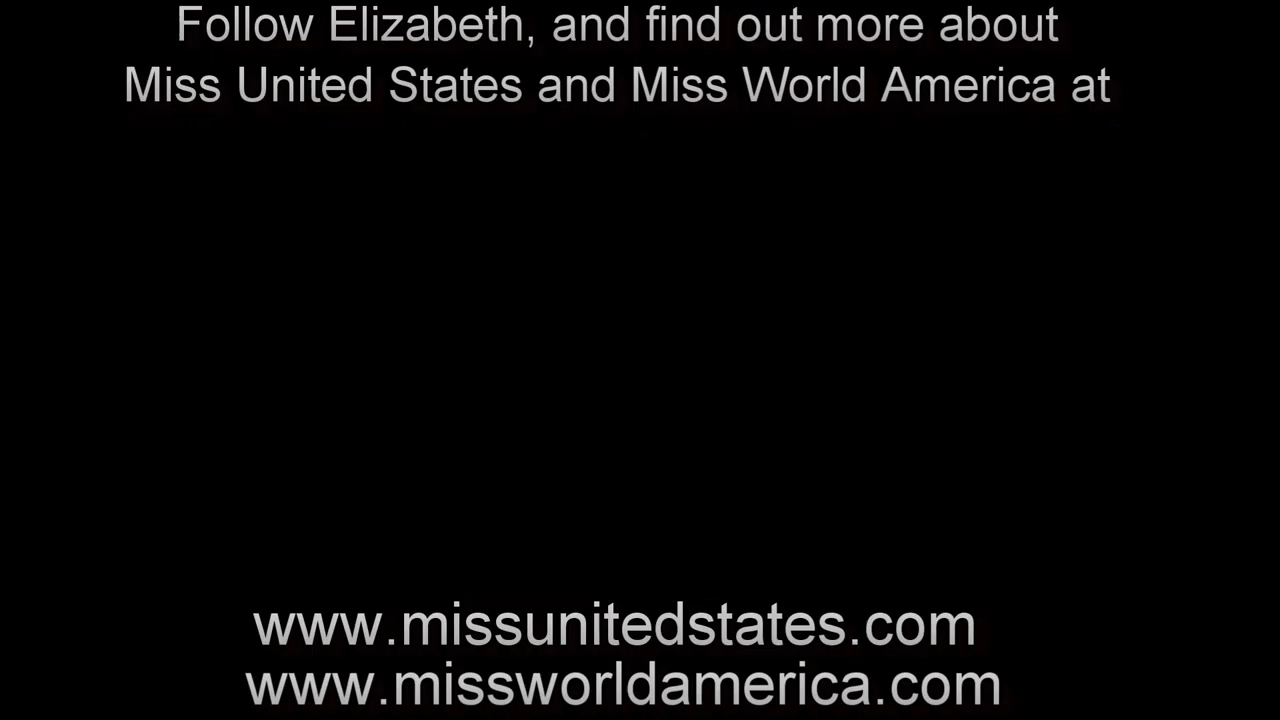 Follow Elizabeth, and find out more about
Miss United States and Miss World America at
www.missunitedstates.com
www.missworldamerica.com